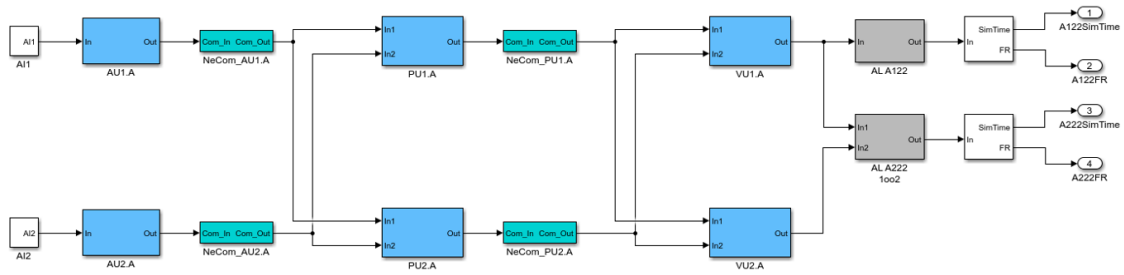 AI1
AI1
In Out
AU1.A
Com_In Com_Out
NeCom_AU1.A
In1
In2
Out
PU1.A
Com_In Com_Out
NeCom_PU1.A
In1
In2
Out
VU1.A
In Out
AL A122
In
SimTime
FR
1
A122SimTime
2
A122FR
In1
In2
Out
AL A222
1oo2
In
SimTime
FR
3
A222SimTime
4
A222FR
AI2
AI2
In Out
AU2.A
Com_In Com_Out
NeCom_AU2.A
In1
In2
Out
PU2.A
Com_In Com_Out
NeCom_PU2.A
In1
In2
Out
VU2.A